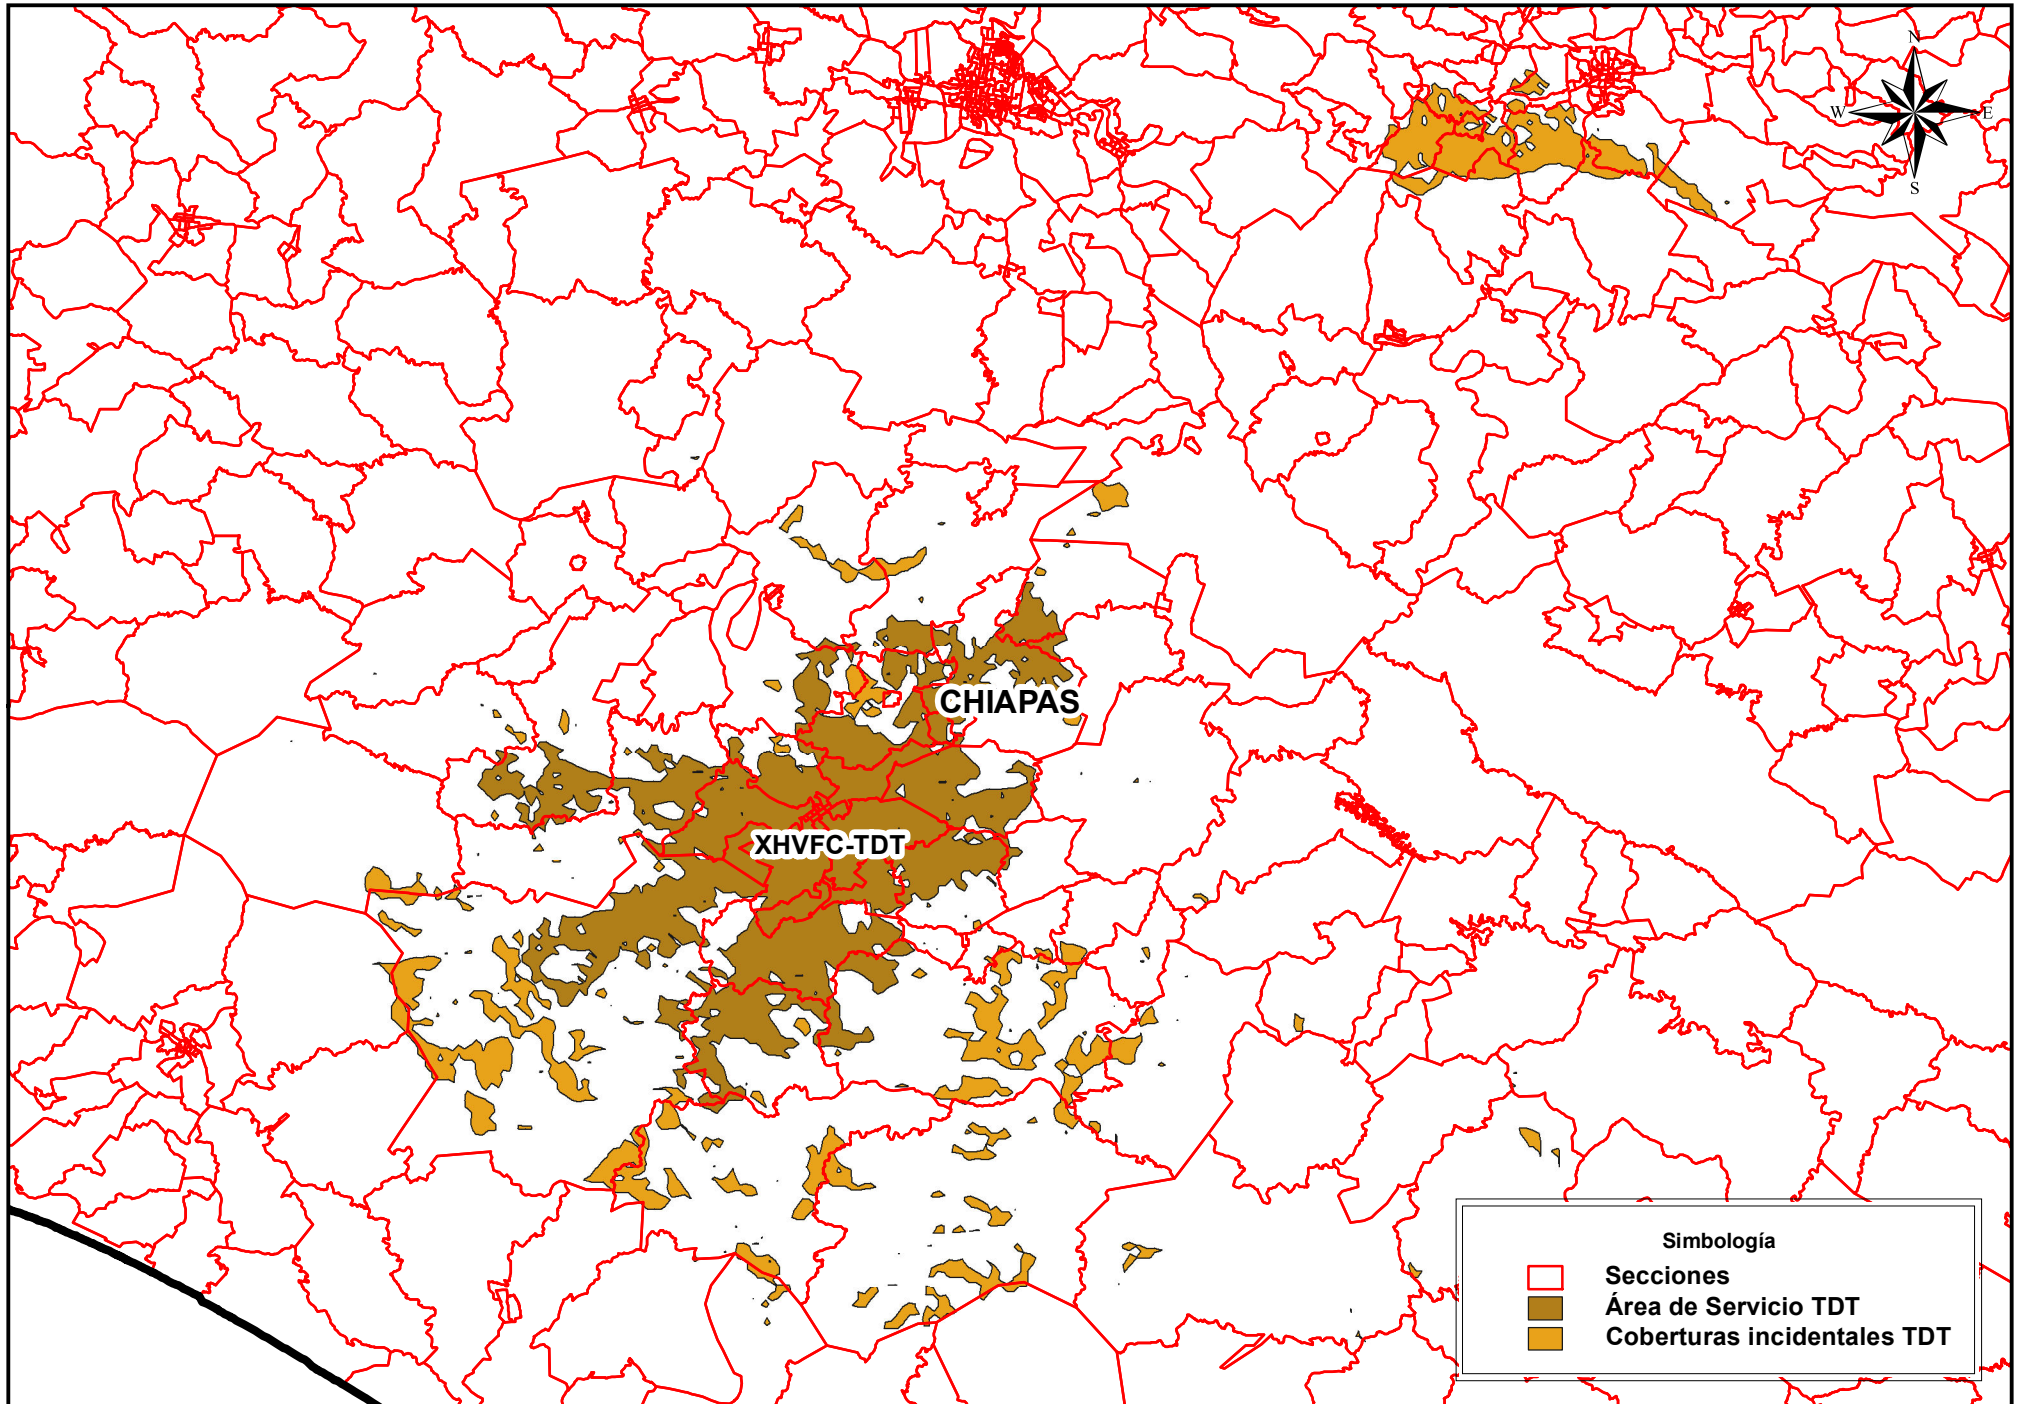 N
W E
S
CHIAPAS
XHVFC-TDT
Simbología
Secciones
Área de Servicio TDT
Coberturas incidentales TDT